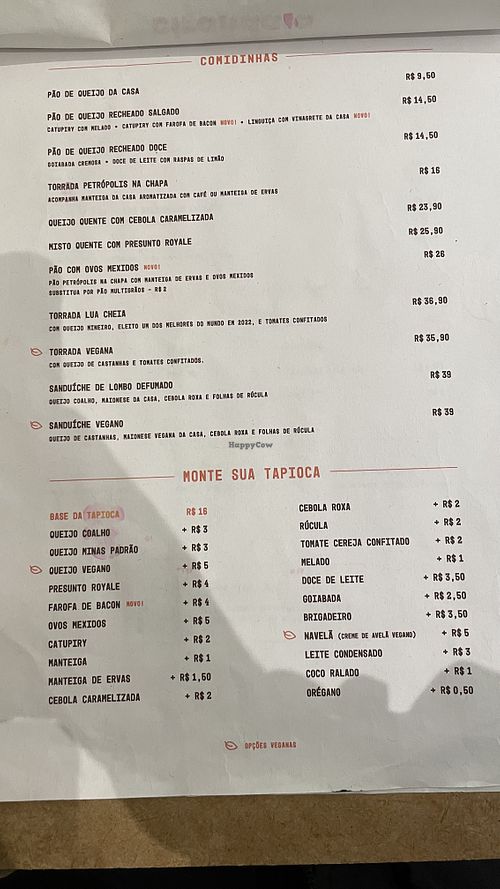 COMIDINHAS
PÃO DE QUEIJO DA CASA R$ 9,50
PÃO DE QUEIJO RECHEADO SALGADO R$ 14,50
CATUPIRY COM MELADO • CATUPIRY COM FAROFA DE BACON NOVO! • LINGUIÇA COM VINAGRETE DA CASA NOVO!
PÃO DE QUEIJO RECHEADO DOCE R$ 14,50
GOIABADA CREMOSA • DOCE DE LEITE COM RASPAS DE LIMÃO
TORRADA PETRÓPOLIS NA CHAPA R$ 16
ACOMPANHA MANTEIGA DA CASA AROMATIZADA COM CAFÉ OU MANTEIGA DE ERVAS
QUEIJO QUENTE COM CEBOLA CARAMELIZADA R$ 23,90
MISTO QUENTE COM PRESUNTO ROYALE R$ 25,90
PÃO COM OVOS MEXIDOS NOVO! R$ 26
PÃO PETRÓPOLIS NA CHAPA COM MANTEIGA DE ERVAS E OVOS MEXIDOS
SUBSTITUA POR PÃO MULTIGRÃOS - R$ 2
TORRADA LUA CHEIA R$ 36,90
COM QUEIJO MINEIRO, ELEITO UM DOS MELHORES DO MUNDO EM 2022, E TOMATES CONFITADOS
TORRADA VEGANA R$ 35,90
COM QUEIJO DE CASTANHAS E TOMATES CONFITADOS.
SANDUÍCHE DE LOMBO DEFUMADO R$ 39
QUEIJO COALHO, MAIONESE DA CASA, CEBOLA ROXA E FOLHAS DE RÚCULA
SANDUÍCHE VEGANO R$ 39
QUEIJO DE CASTANHAS, MAIONESE VEGANA DA CASA, CEBOLA ROXA E FOLHAS DE RÚCULA
HappyCow
MONTE SUA TAPIOCA
BASE DA TAPIOCA R$ 16
QUEIJO COALHO + R$ 3
QUEIJO MINAS PADRÃO + R$ 3
QUEIJO VEGANO + R$ 5
PRESUNTO ROYALE + R$ 4
FAROFA DE BACON NOVO! + R$ 4
OVOS MEXIDOS + R$ 5
CATUPIRY + R$ 2
MANTEIGA + R$ 1
MANTEIGA DE ERVAS + R$ 1,50
CEBOLA CARAMELIZADA + R$ 2
CEBOLA ROXA + R$ 2
RÚCULA + R$ 2
TOMATE CEREJA CONFITADO + R$ 2
MELADO + R$ 1
DOCE DE LEITE + R$ 3,50
GOIABADA + R$ 2,50
BRIGADEIRO + R$ 3,50
NAVELÃ (CREME DE AVELÃ VEGANO) + R$ 5
LEITE CONDENSADO + R$ 3
COCO RALADO + R$ 1
ORÉGANO + R$ 0,50
OPÇÕES VEGANAS